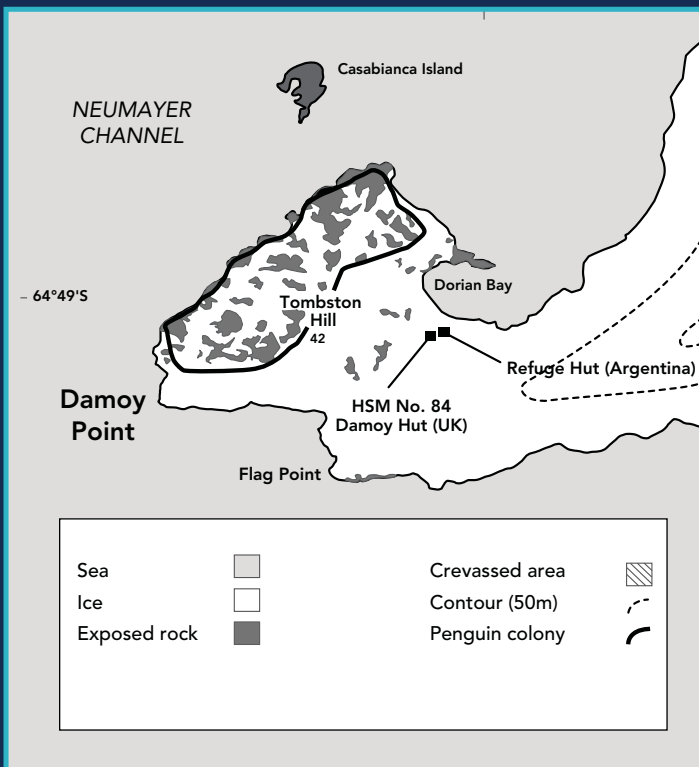 Casabianca Island
NEUMAYER
CHANNEL
– 64°49'S
Dorian Bay
Tombston
Hill
42
Refuge Hut (Argentina)
Damoy
Point
HSM No. 84
Damoy Hut (UK)
Flag Point
Sea
Ice
Exposed rock
Crevassed area
Contour (50m)
Penguin colony